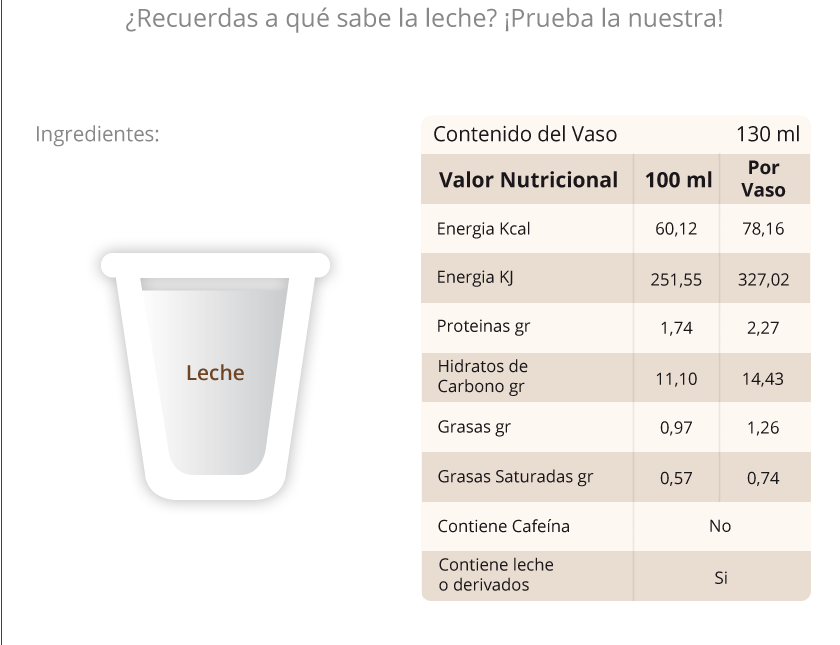 ¿Recuerdas a qué sabe la leche? ¡Prueba la nuestra!
Ingredientes:
Leche
Contenido del Vaso 130 ml
Valor Nutricional 100 ml Por
Vaso
Energia Kcal 60,12 78,16
Energia KJ 251,55 327,02
Proteinas gr 1,74 2,27
Hidratos de
Carbono gr 11,10 14,43
Grasas gr 0,97 1,26
Grasas Saturadas gr 0,57 0,74
Contiene Cafeína No
Contiene leche
o derivados Si